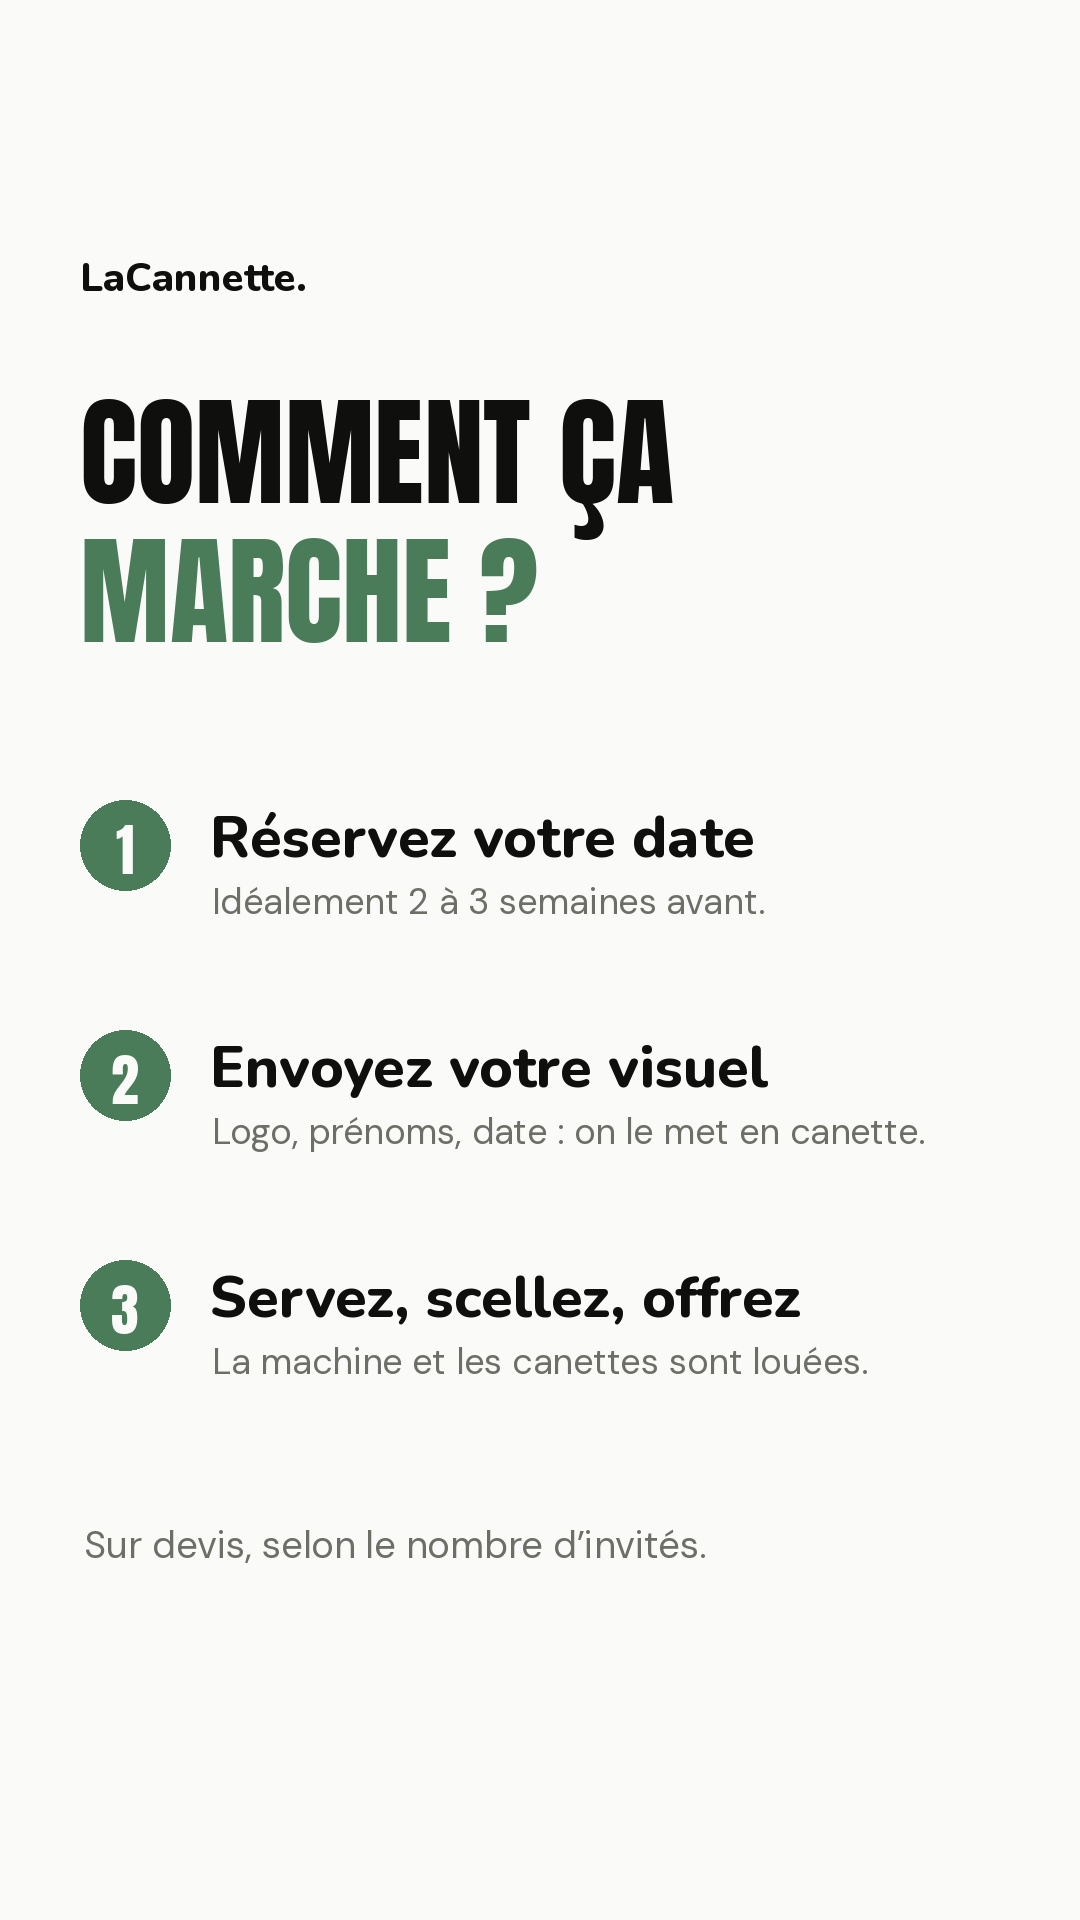 LaCannette.
COMMENT ÇA
MARCHE ?
1
Réservez votre date
Idéalement 2 à 3 semaines avant.
2
Envoyez votre visuel
Logo, prénoms, date : on le met en canette.
3
Servez, scellez, offrez
La machine et les canettes sont louées.
Sur devis, selon le nombre d’invités.